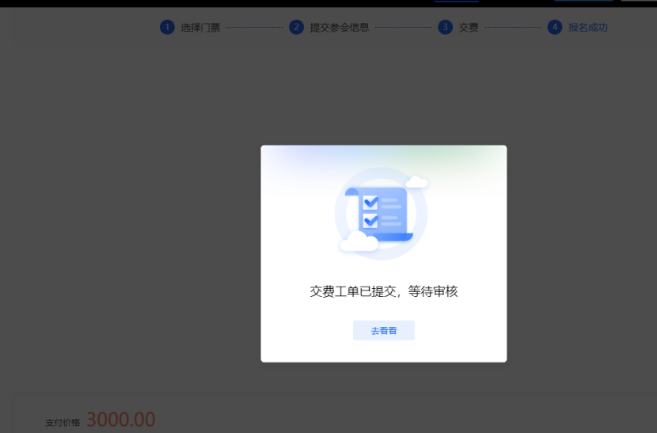 1 选择门票 2 提交参会信息 3 交费 4 报名成功
交费工单已提交，等待审核
去看看
支付价格 3000.00